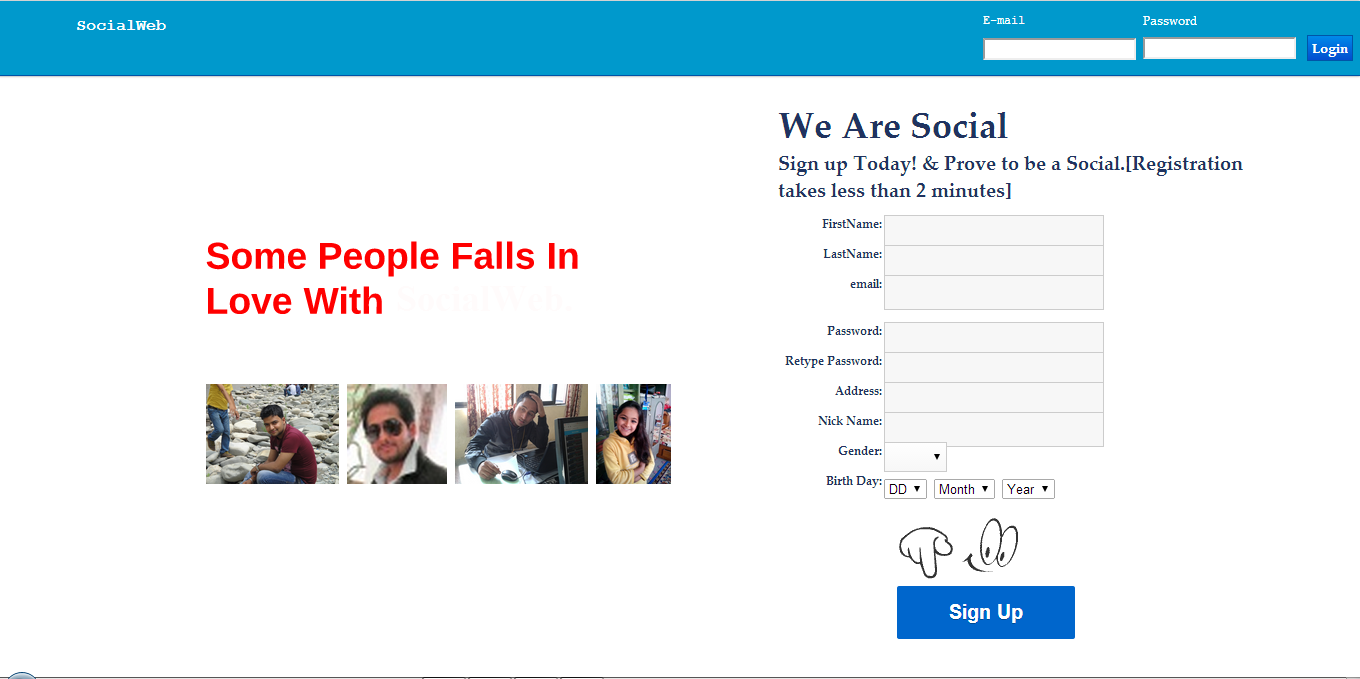 SocialWeb
E-mail Password
Login
We Are Social
Sign up Today! & Prove to be a Social.[Registration
takes less than 2 minutes]
Some People Falls In
Love With SocialWeb.
FirstName:
LastName:
email:
Password:
Retype Password:
Address:
Nick Name:
Gender:
Birth Day: DD Month Year
Sign Up